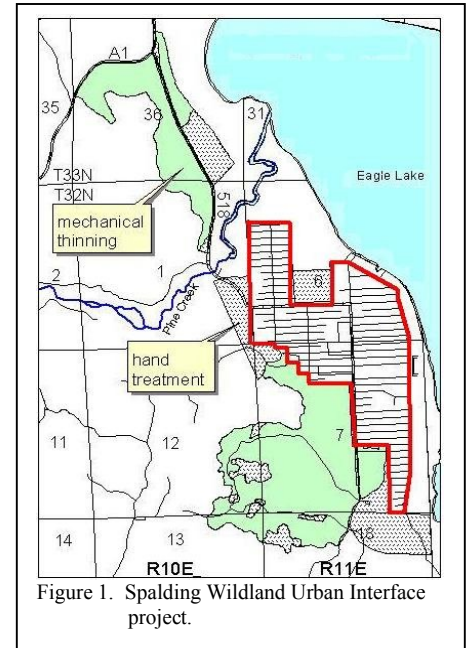 A1
35
36
31
T33N
T32N
518
Eagle Lake
mechanical
thinning
2
1
6
Pine Creek
hand
treatment
11
12
7
14
13
18
R10E
R11E
Figure 1. Spalding Wildland Urban Interface
project.